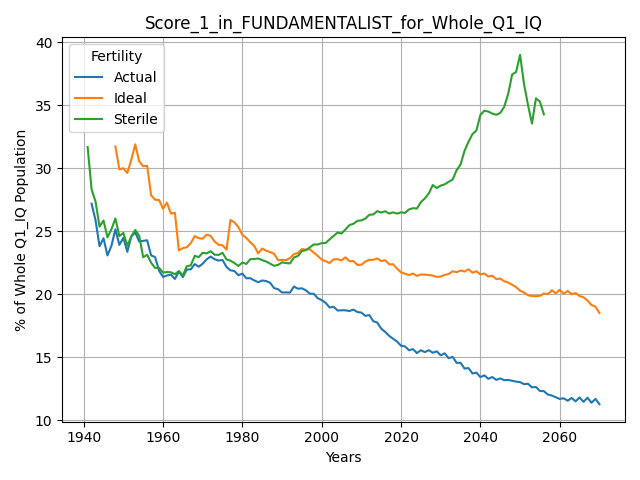 Score_1_in_FUNDAMENTALIST_for_Whole_Q1_IQ
Fertility
Actual
Ideal
Sterile
% of Whole Q1_IQ Population
40
35
30
25
20
15
10
1940
1960
1980
2000
2020
2040
2060
Years